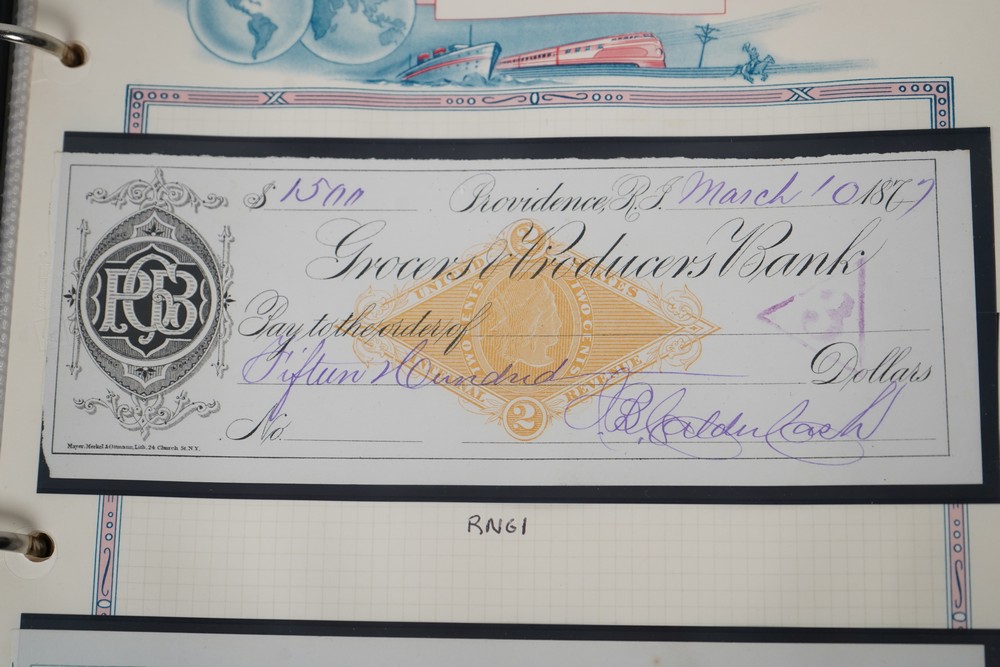 $ 1500 Providence, R.I. March 10 1877
Grocers & Producers Bank
2
UNITED STATES
TWO CENTS
INTERNAL REVENUE
2
PGB
Pay to the order of
Fifteen Hundred Dollars
No.
Mayer, Merkel & Ottmann, Lith. 24 Church St. N.Y.
RNG1